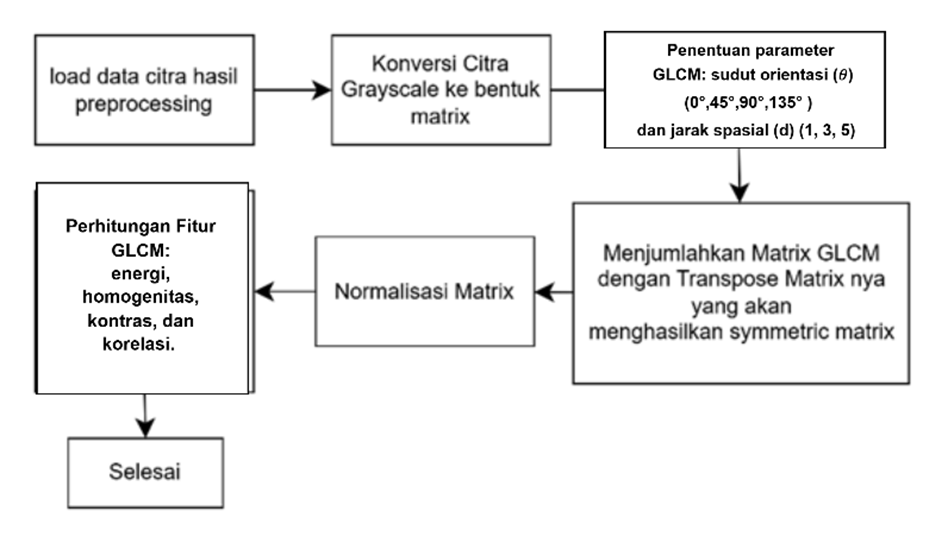 load data citra hasil
preprocessing
Konversi Citra
Grayscale ke bentuk
matrix
Penentuan parameter
GLCM: sudut orientasi (θ)
(0°,45°,90°,135° )
dan jarak spasial (d) (1, 3, 5)
Menjumlahkan Matrix GLCM
dengan Transpose Matrix nya
yang akan
menghasilkan symmetric matrix
Normalisasi Matrix
Perhitungan Fitur
GLCM:
energi,
homogenitas,
kontras, dan
korelasi.
Selesai